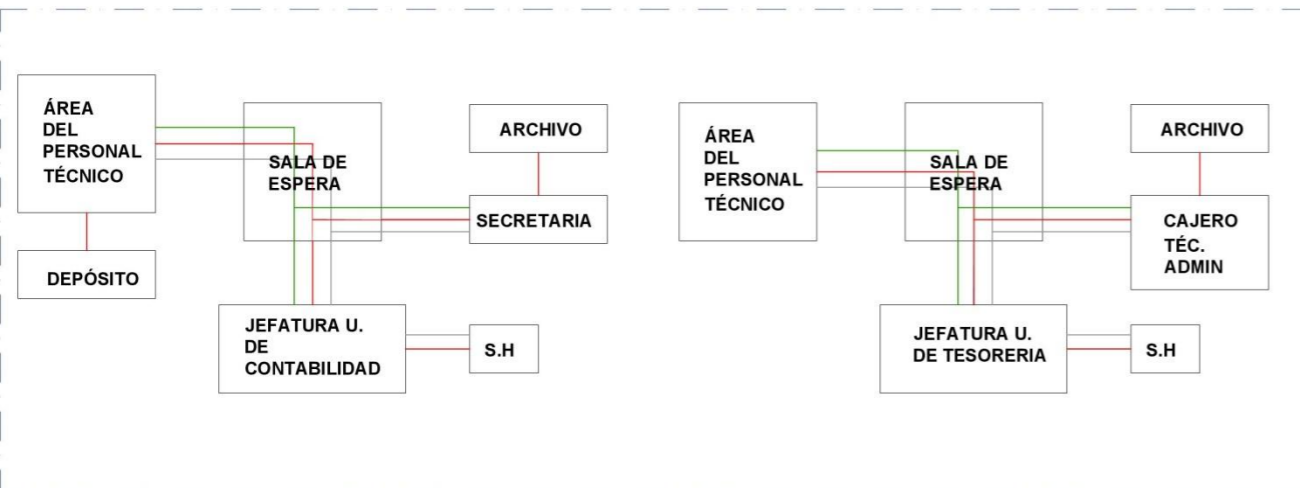 ÁREA
DEL
PERSONAL
TÉCNICO
SALA DE
ESPERA
ARCHIVO
SECRETARIA
DEPÓSITO
JEFATURA U.
DE
CONTABILIDAD
S.H
ÁREA
DEL
PERSONAL
TÉCNICO
SALA DE
ESPERA
ARCHIVO
CAJERO
TÉC.
ADMIN
JEFATURA U.
DE TESORERIA
S.H